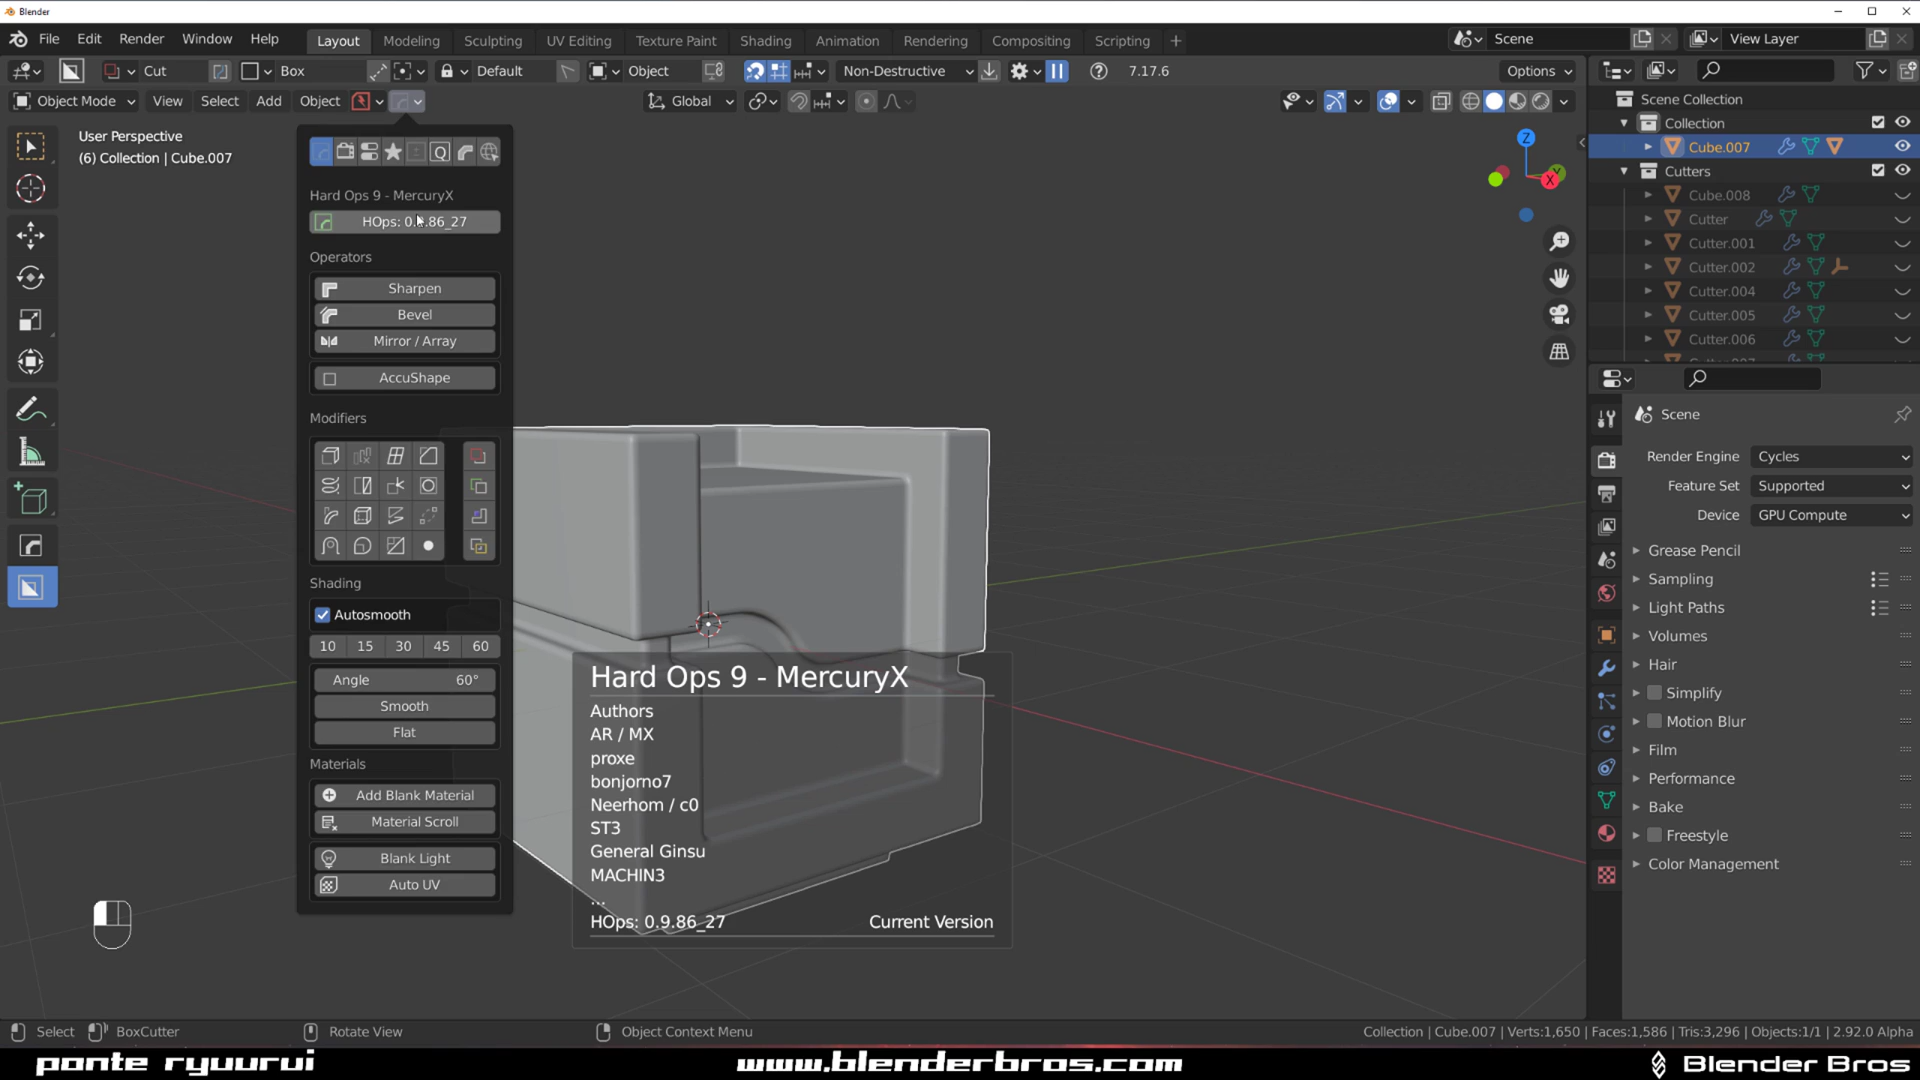 Blender
File Edit Render Window Help Layout Modeling Sculpting UV Editing Texture Paint Shading Animation Rendering Compositing Scripting + Scene View Layer
Cut Box Default Object Non-Destructive 7.17.6 Options
Object Mode View Select Add Object Global
User Perspective
(6) Collection | Cube.007
Hard Ops 9 - MercuryX
HOps: 0.9.86_27
Operators
Sharpen
Bevel
Mirror / Array
AccuShape
Modifiers
Shading
Autosmooth
10 15 30 45 60
Angle 60°
Smooth
Flat
Materials
Add Blank Material
Material Scroll
Blank Light
Auto UV
Z
X
Hard Ops 9 - MercuryX
Authors
AR / MX
proxe
bonjorno7
Neerhom / c0
ST3
General Ginsu
MACHIN3
...
HOps: 0.9.86_27 Current Version
Scene Collection
Collection
Cube.007
Cutters
Cube.008
Cutter
Cutter.001
Cutter.002
Cutter.004
Cutter.005
Cutter.006
Scene
Render Engine Cycles
Feature Set Supported
Device GPU Compute
Grease Pencil
Sampling
Light Paths
Volumes
Hair
Simplify
Motion Blur
Film
Performance
Bake
Freestyle
Color Management
Select BoxCutter Rotate View Object Context Menu Collection | Cube.007 | Verts:1,650 | Faces:1,586 | Tris:3,296 | Objects:1/1 | 2.92.0 Alpha
ponte ryuurui www.blenderbros.com Blender Bros